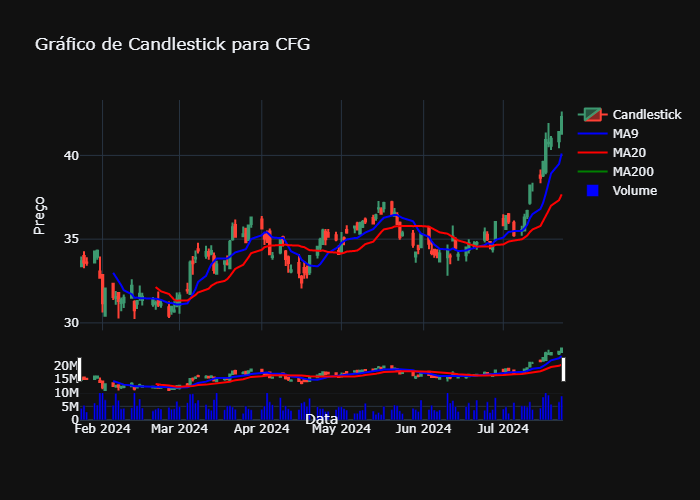 Gráfico de Candlestick para CFG
Candlestick
MA9
MA20
MA200
Volume
Preço
40
35
30
20M
15M
10M
5M
0
Data
Feb 2024 Mar 2024 Apr 2024 May 2024 Jun 2024 Jul 2024